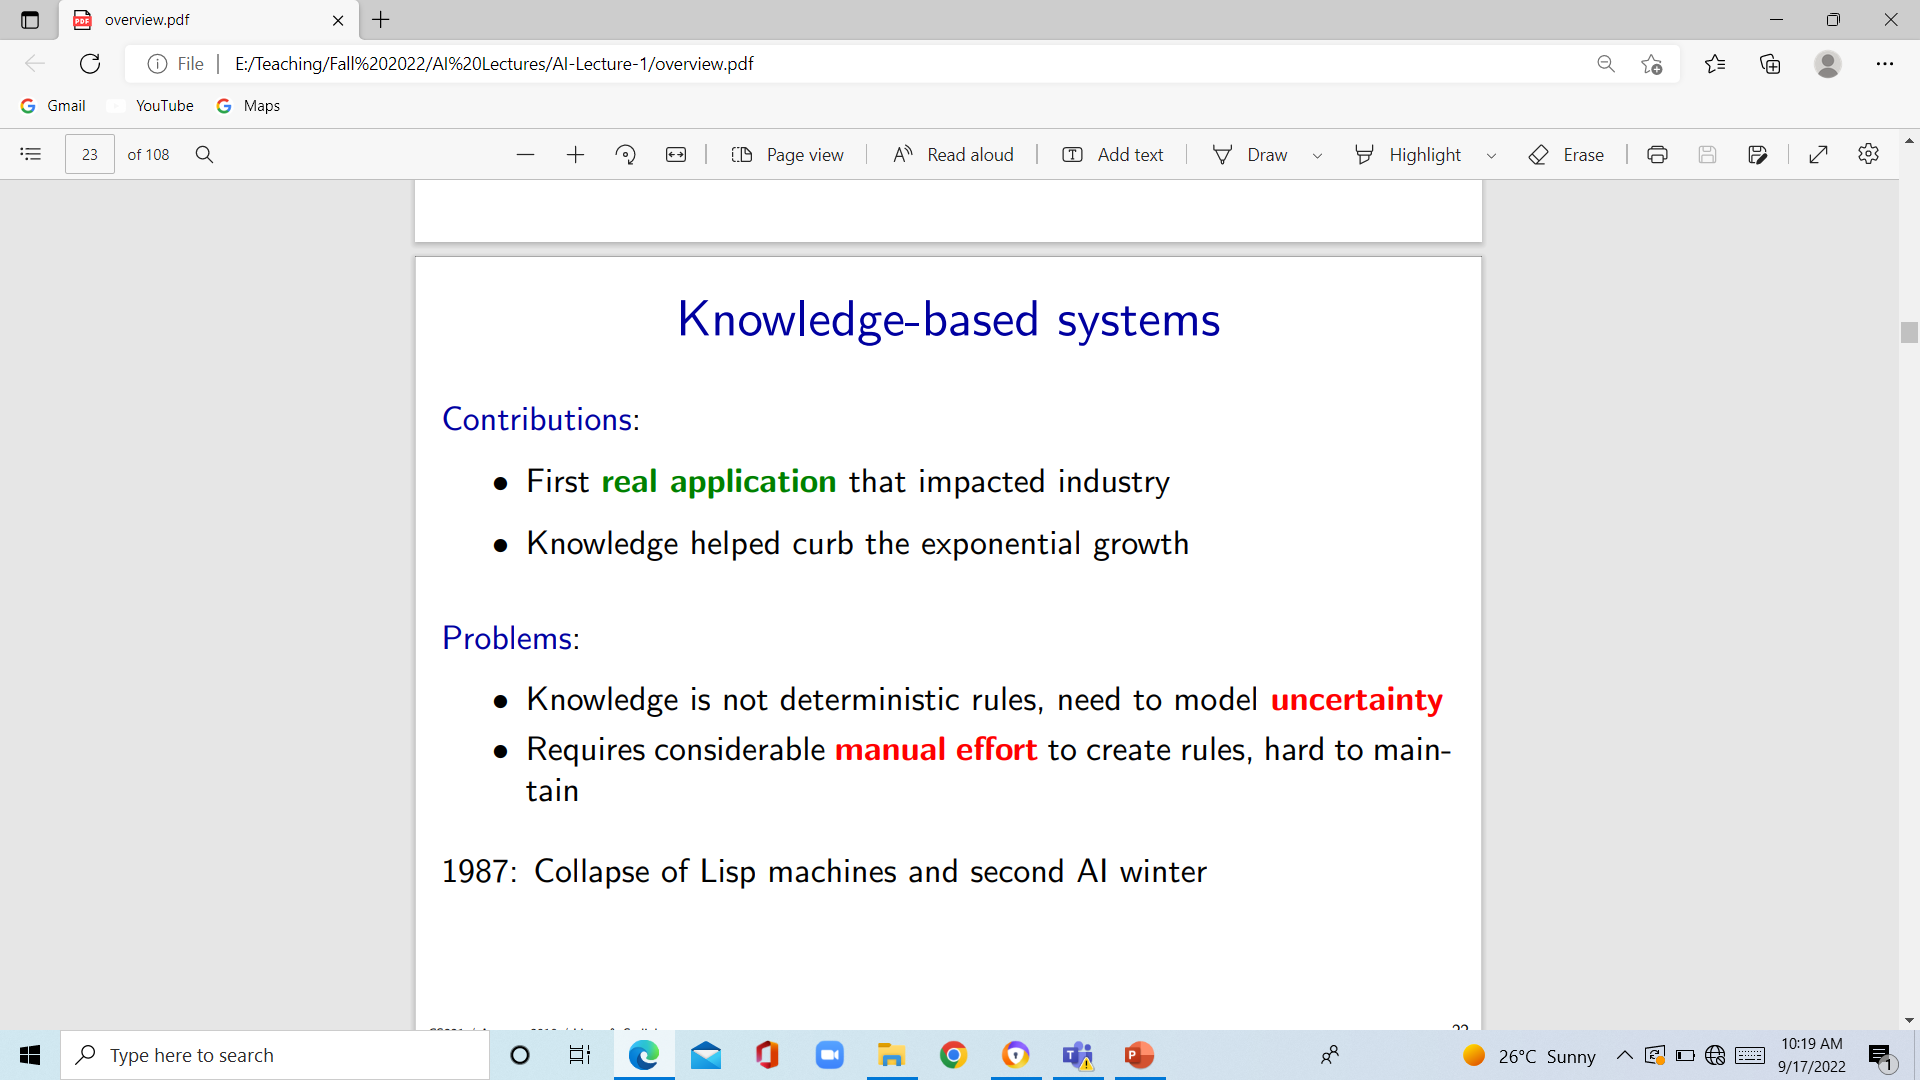 overview.pdf
File
E:/Teaching/Fall%202022/AI%20Lectures/AI-Lecture-1/overview.pdf
Gmail
YouTube
Maps
23 of 108
Page view
Read aloud
Add text
Draw
Highlight
Erase
Knowledge-based systems
Contributions:
• First real application that impacted industry
• Knowledge helped curb the exponential growth
Problems:
• Knowledge is not deterministic rules, need to model uncertainty
• Requires considerable manual effort to create rules, hard to main-
tain
1987: Collapse of Lisp machines and second AI winter
Type here to search
26°C Sunny
10:19 AM
9/17/2022
1